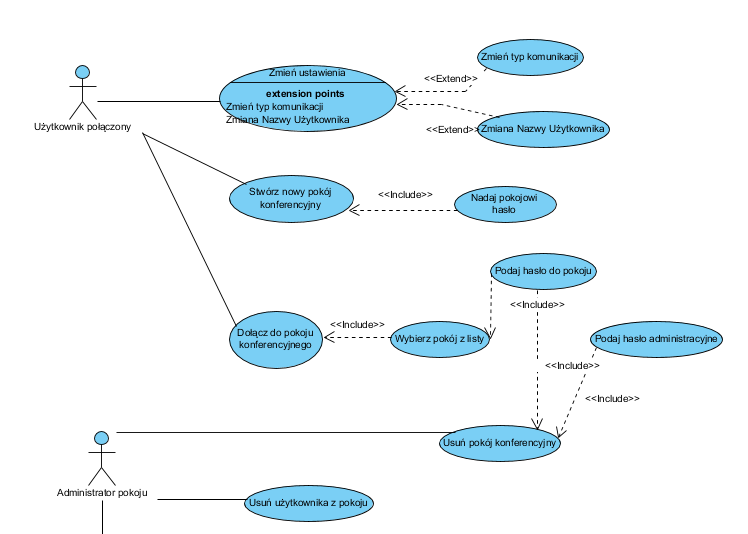 Zmień ustawienia
extension points
Zmień typ komunikacji
Zmiana Nazwy Użytkownika
<<Extend>>
Zmień typ komunikacji
<<Extend>>
Zmiana Nazwy Użytkownika
Użytkownik połączony
Stwórz nowy pokój
konferencyjny
<<Include>>
Nadaj pokojowi
hasło
Podaj hasło do pokoju
<<Include>>
Dołącz do pokoju
konferencyjnego
<<Include>>
Wybierz pokój z listy
Podaj hasło administracyjne
<<Include>>
<<Include>>
Usuń pokój konferencyjny
Administrator pokoju
Usuń użytkownika z pokoju